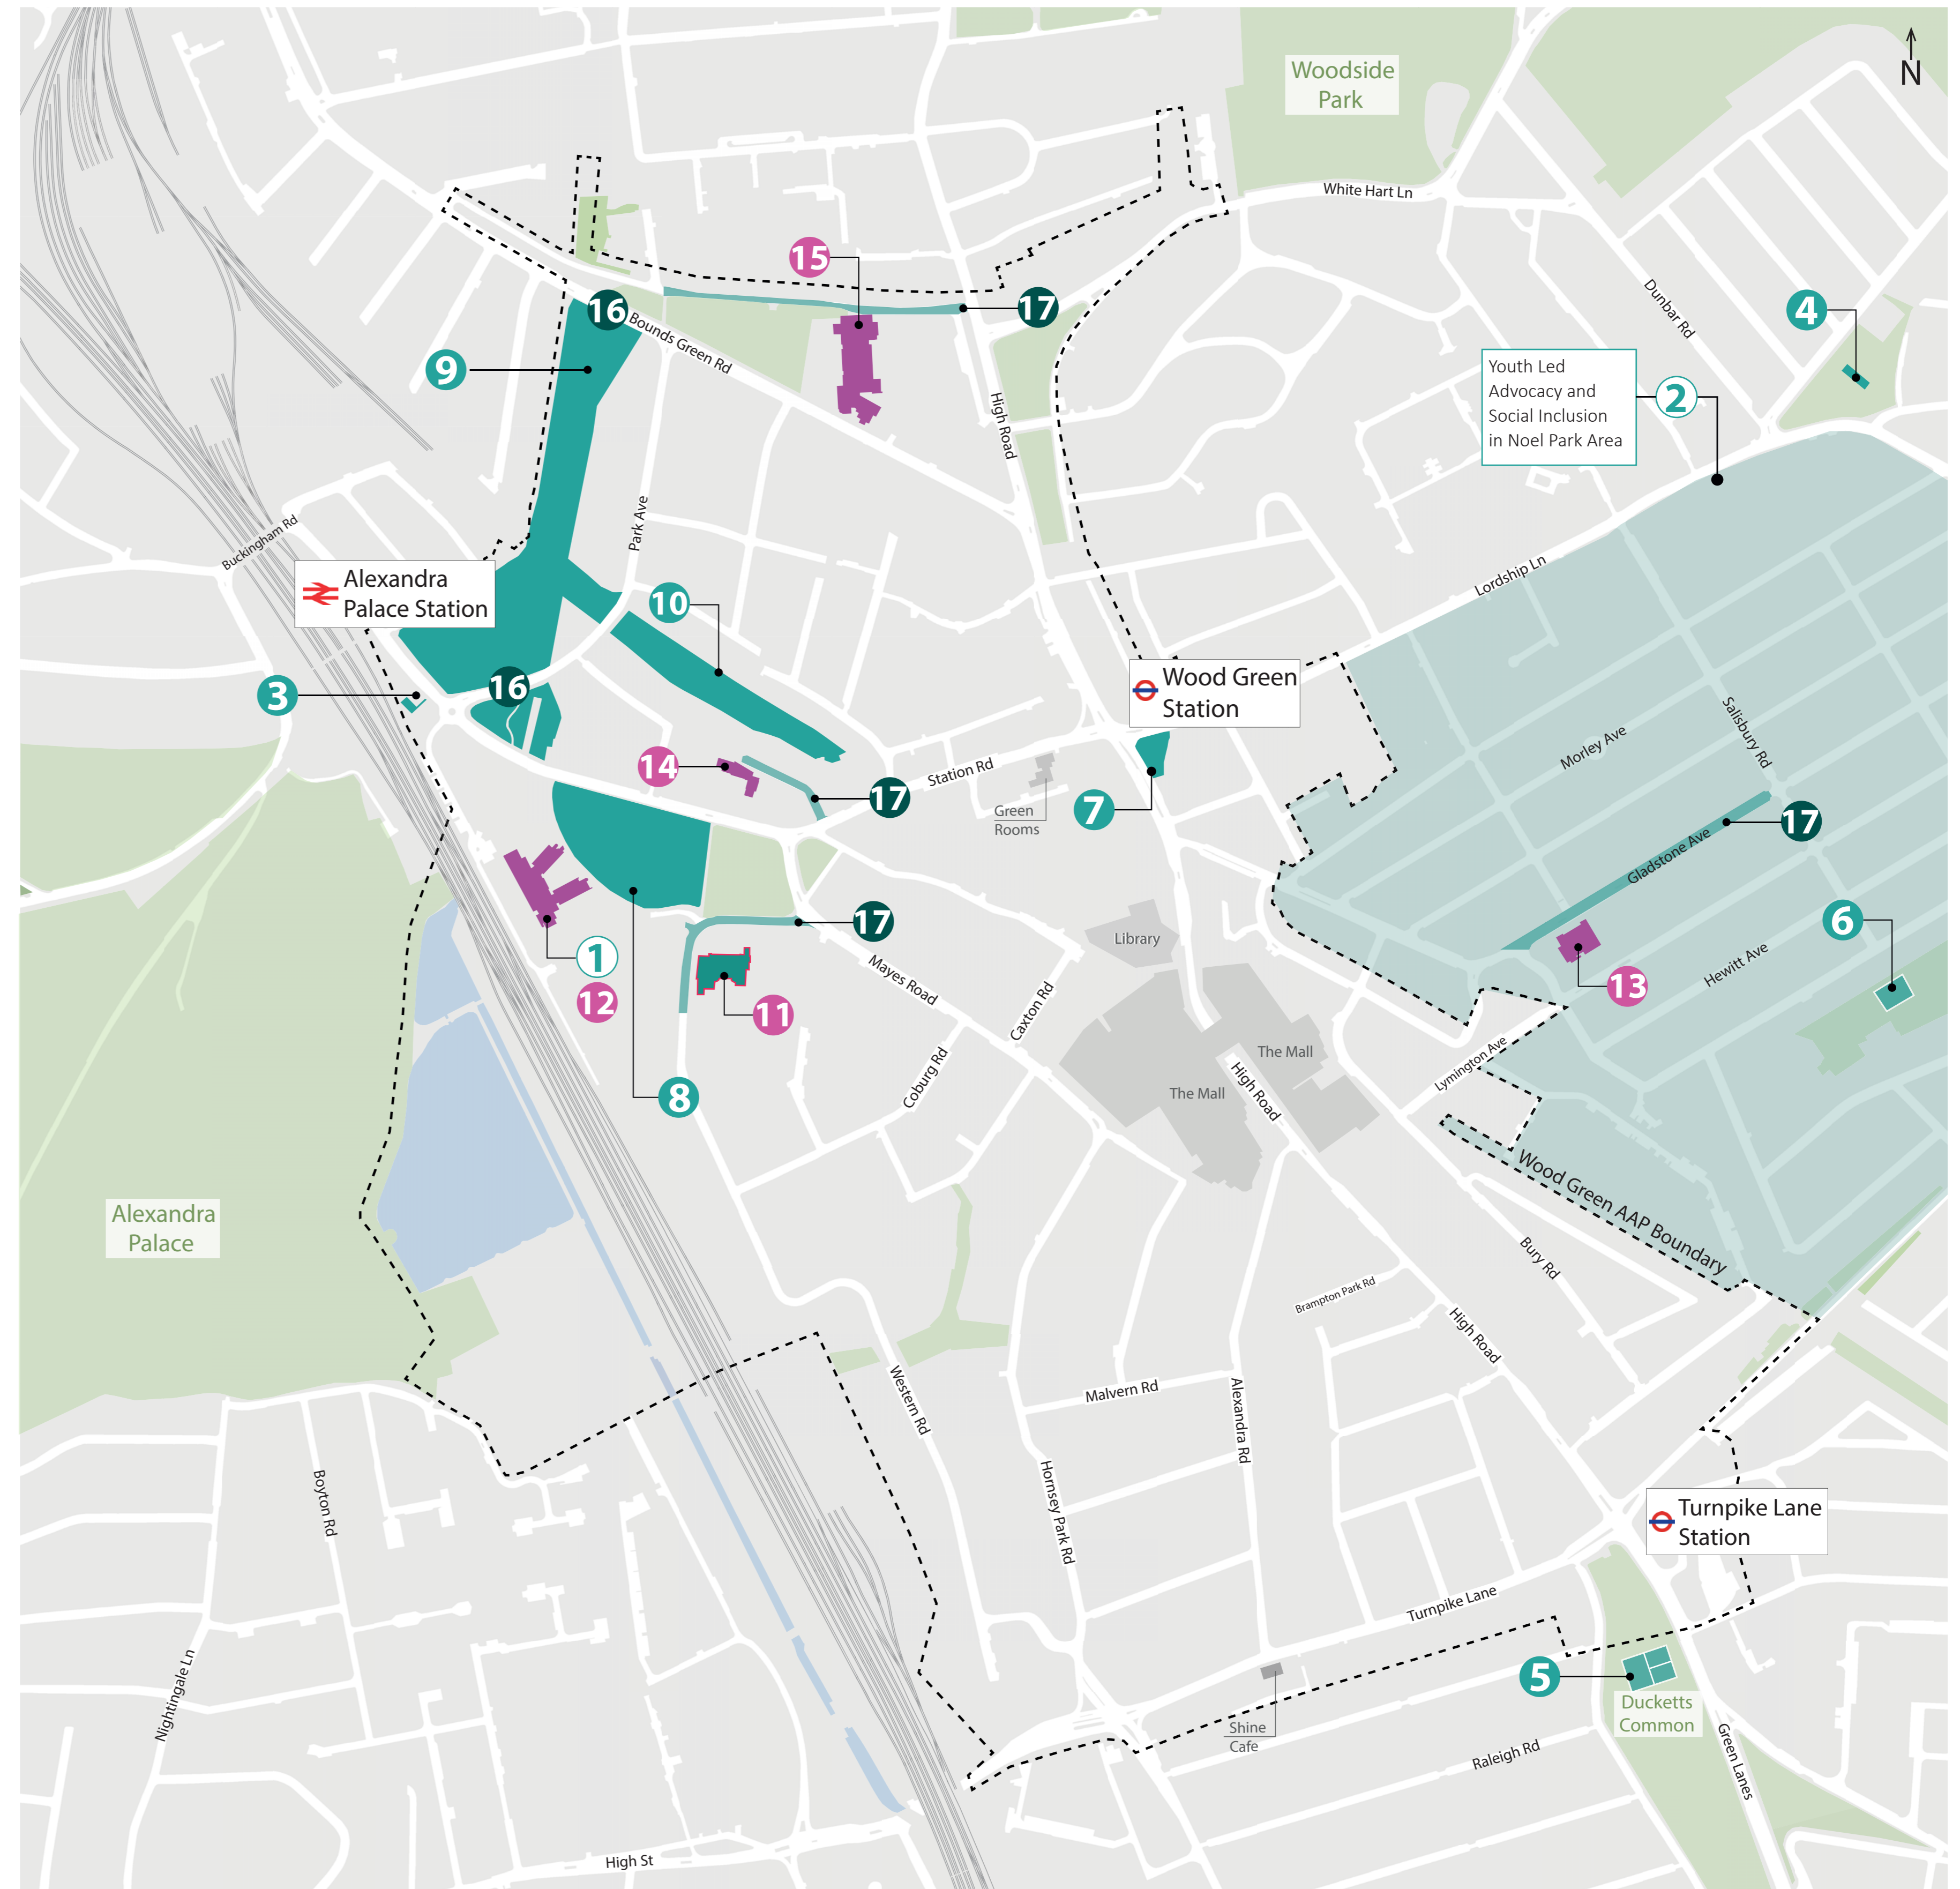 Woodside
Park
N
White Hart Ln
15
16
17
Bounds Green Rd
Dunbar Rd
4
9
Youth Led
Advocacy and
Social Inclusion
in Noel Park Area
2
High Road
Park Ave
Buckingham Rd
Alexandra
Palace Station
Lordship Ln
10
3
16
Wood Green
Station
Salisbury Rd
Morley Ave
14
Station Rd
17
Green
Rooms
7
17
Gladstone Ave
6
17
Library
1
Mayes Road
Hewitt Ave
12
11
13
Caxton Rd
The Mall
Lymington Ave
Coburg Rd
8
The Mall
High Road
Wood Green AAP Boundary
Alexandra
Palace
Bury Rd
Brampton Park Rd
High Road
Western Rd
Malvern Rd
Alexandra Rd
Boyton Rd
Hornsey Park Rd
Turnpike Lane
Station
Turnpike Lane
Nightingale Ln
5
Ducketts
Common
Shine
Cafe
Raleigh Rd
Green Lanes
High St